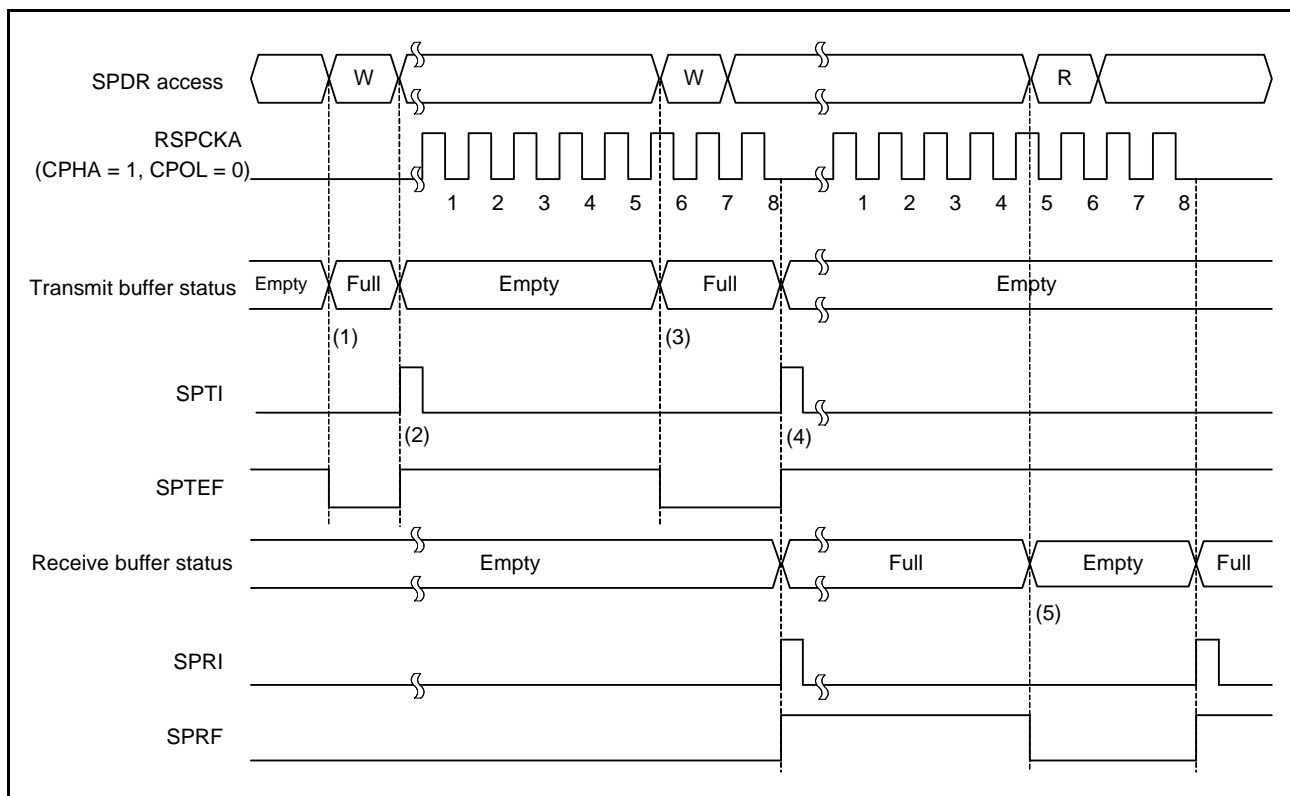 SPDR access W W R
RSPCKA
(CPHA = 1, CPOL = 0)
1 2 3 4 5 6 7 8 1 2 3 4 5 6 7 8
Transmit buffer status Empty Full Empty Full Empty
(1) (3)
SPTI
(2) (4)
SPTEF
Receive buffer status Empty Full Empty Full
(5)
SPRI
SPRF